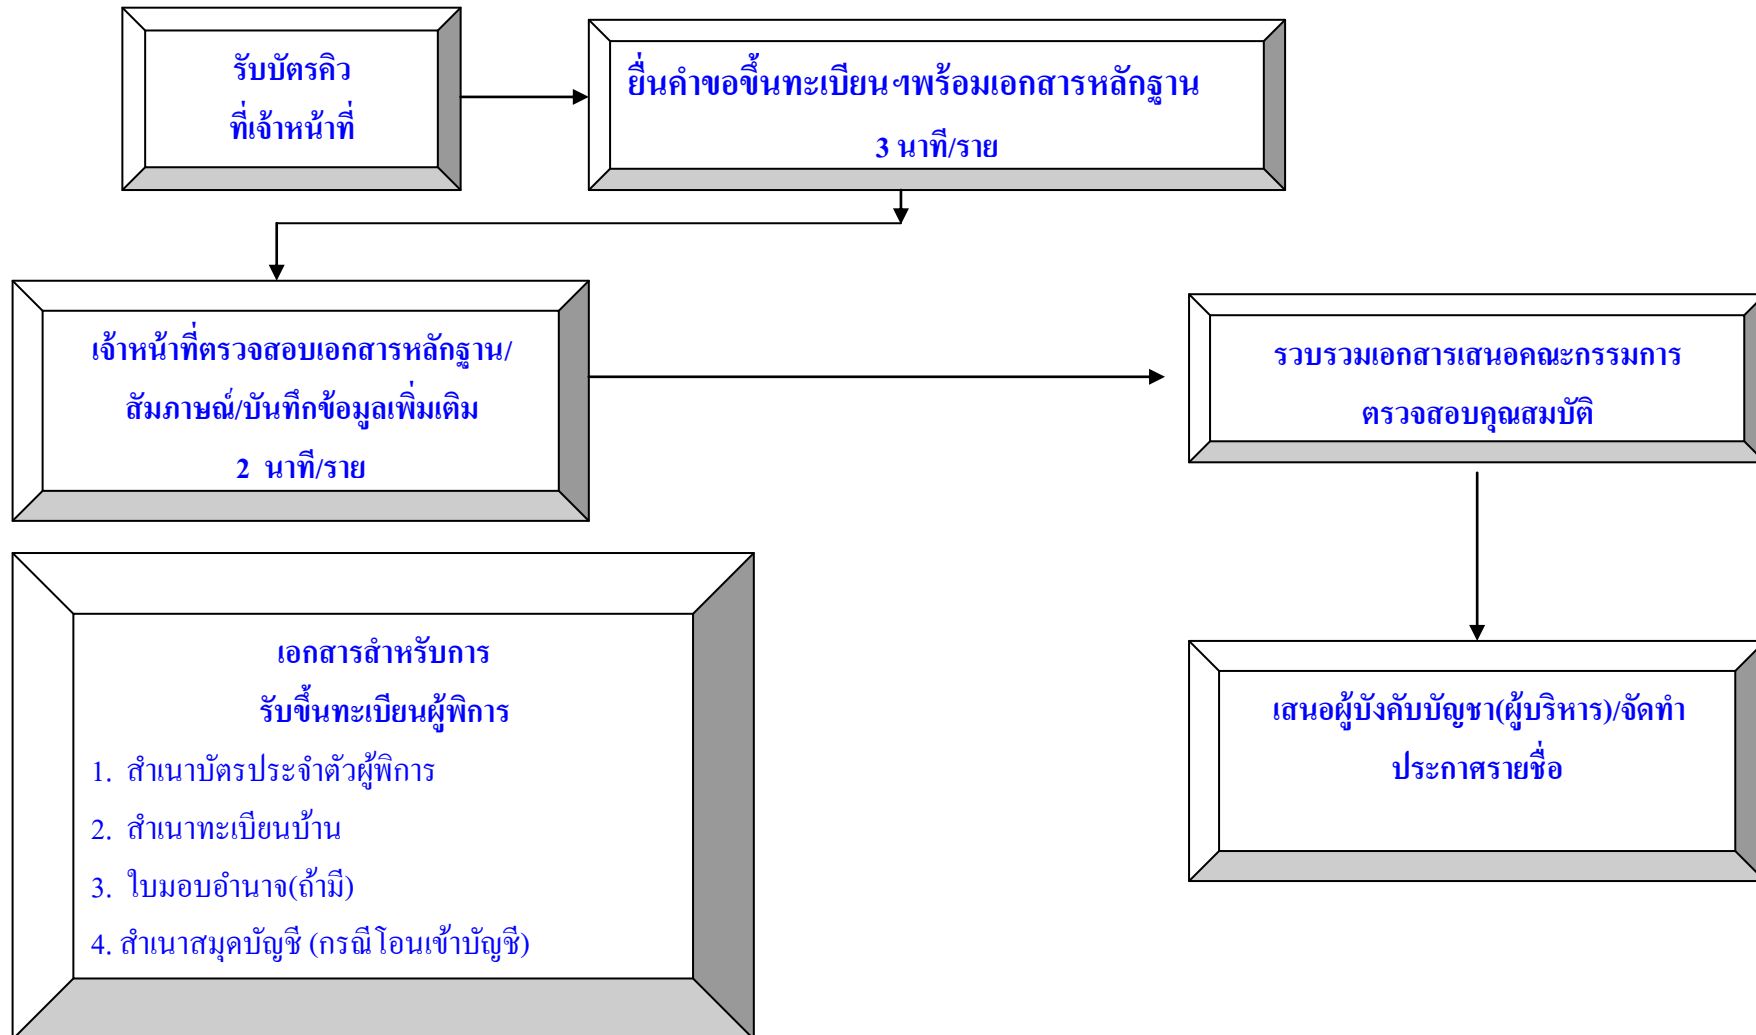 รับบัตรคิว
ที่เจ้าหน้าที่
ยื่นคำขอขึ้นทะเบียนฯพร้อมเอกสารหลักฐาน
3 นาที/ราย
เจ้าหน้าที่ตรวจสอบเอกสารหลักฐาน/
สัมภาษณ์/บันทึกข้อมูลเพิ่มเติม
2 นาที/ราย
รวบรวมเอกสารเสนอคณะกรรมการ
ตรวจสอบคุณสมบัติ
เอกสารสำหรับการ
รับขึ้นทะเบียนผู้พิการ
1. สำเนาบัตรประจำตัวผู้พิการ
2. สำเนาทะเบียนบ้าน
3. ใบมอบอำนาจ(ถ้ามี)
4. สำเนาสมุดบัญชี (กรณีโอนเข้าบัญชี)
เสนอผู้บังคับบัญชา(ผู้บริหาร)/จัดทำ
ประกาศรายชื่อ